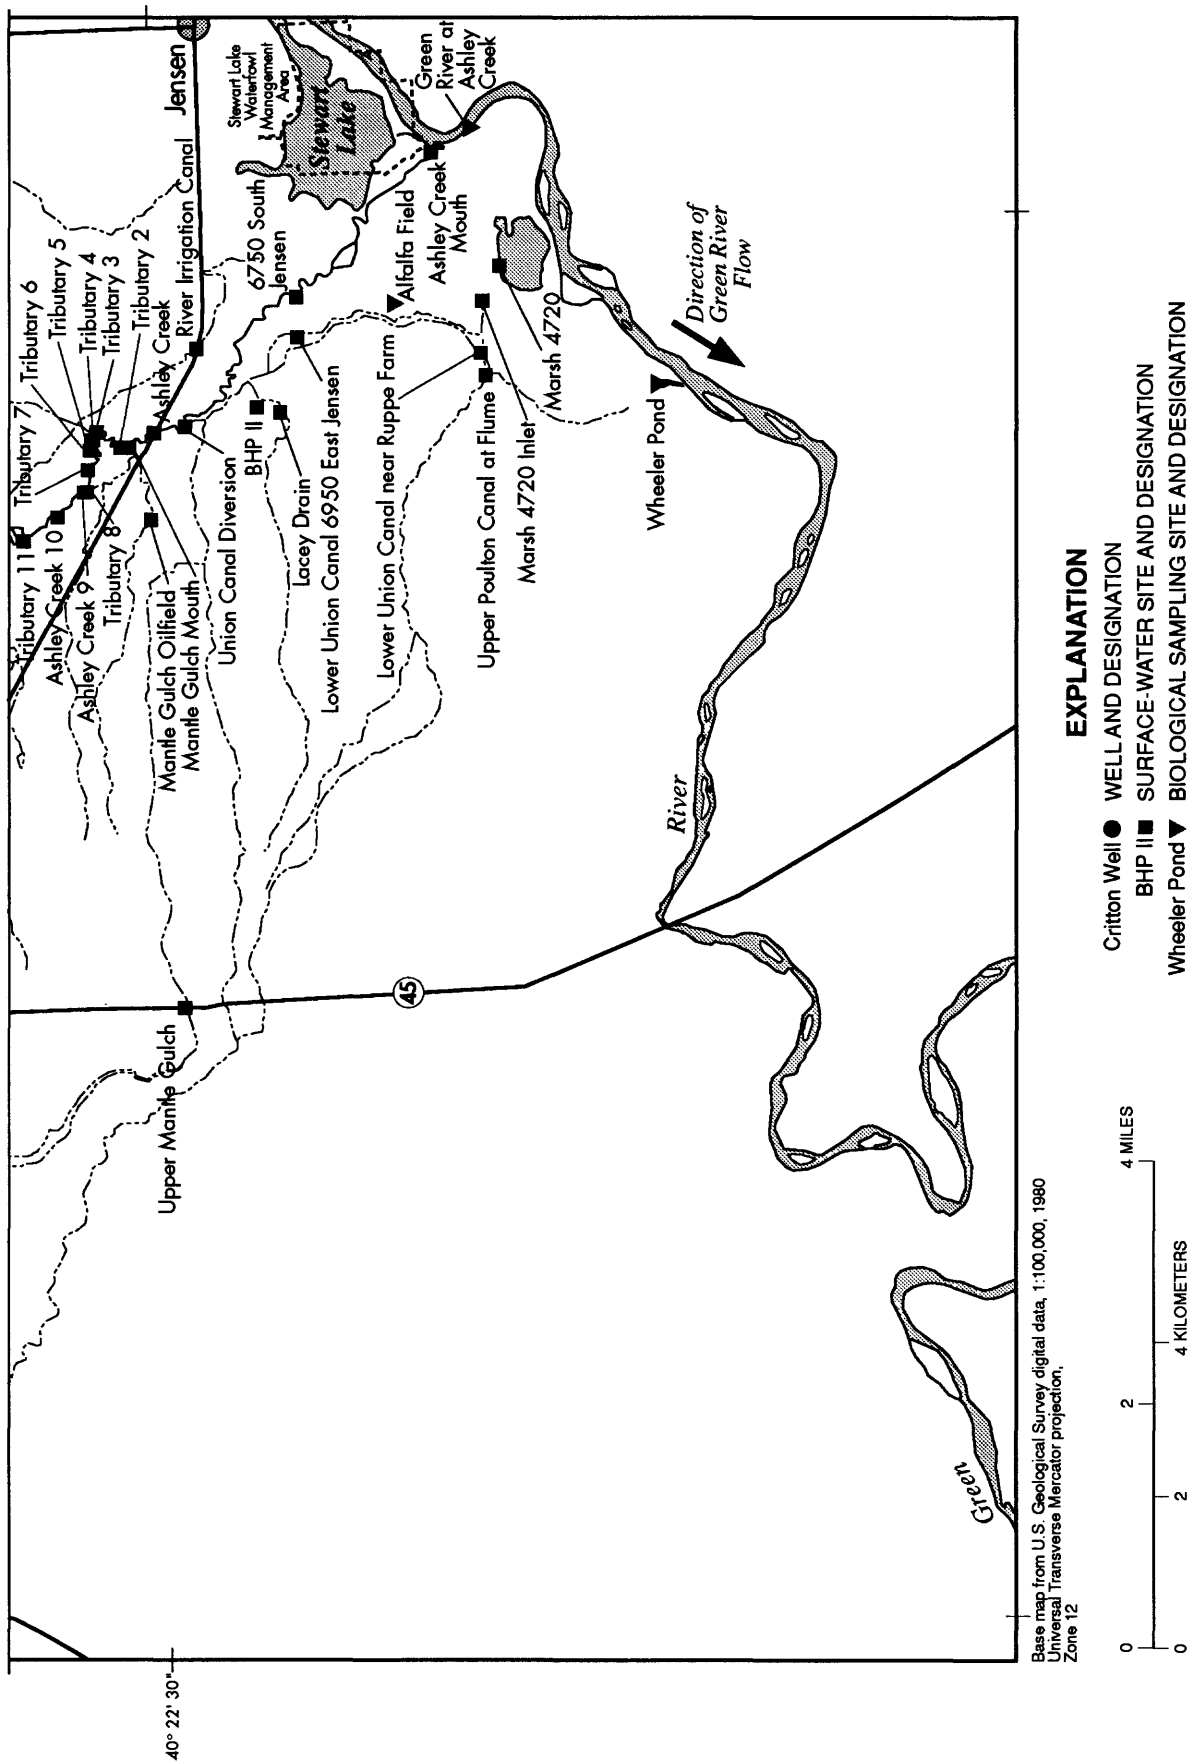 Tributary 11
Ashley Creek 10
Ashley Creek 9
Tributary 8
Tributary 7
Tributary 6
Tributary 5
Tributary 4
Tributary 3
Tributary 2
Ashley Creek
River Irrigation Canal
Jensen
Stewart Lake
Waterfowl
Management
Area
Stewart
Lake
Green
River at
Ashley
Creek
6750 South
Jensen
Mantle Gulch Oilfield
Mantle Gulch Mouth
Union Canal Diversion
BHP II
Lacey Drain
Lower Union Canal 6950 East Jensen
Alfalfa Field
Ashley Creek
Mouth
Lower Union Canal near Ruppe Farm
Upper Poulton Canal at Flume
Marsh 4720 Inlet
Marsh 4720
Direction of
Green River
Flow
Wheeler Pond
Upper Mantle Gulch
45
River
Green
40° 22' 30"
Base map from U.S. Geological Survey digital data, 1:100,000, 1980
Universal Transverse Mercator projection,
Zone 12
0 2 4 MILES
0 2 4 KILOMETERS
EXPLANATION
Critton Well WELL AND DESIGNATION
BHP II SURFACE-WATER SITE AND DESIGNATION
Wheeler Pond BIOLOGICAL SAMPLING SITE AND DESIGNATION